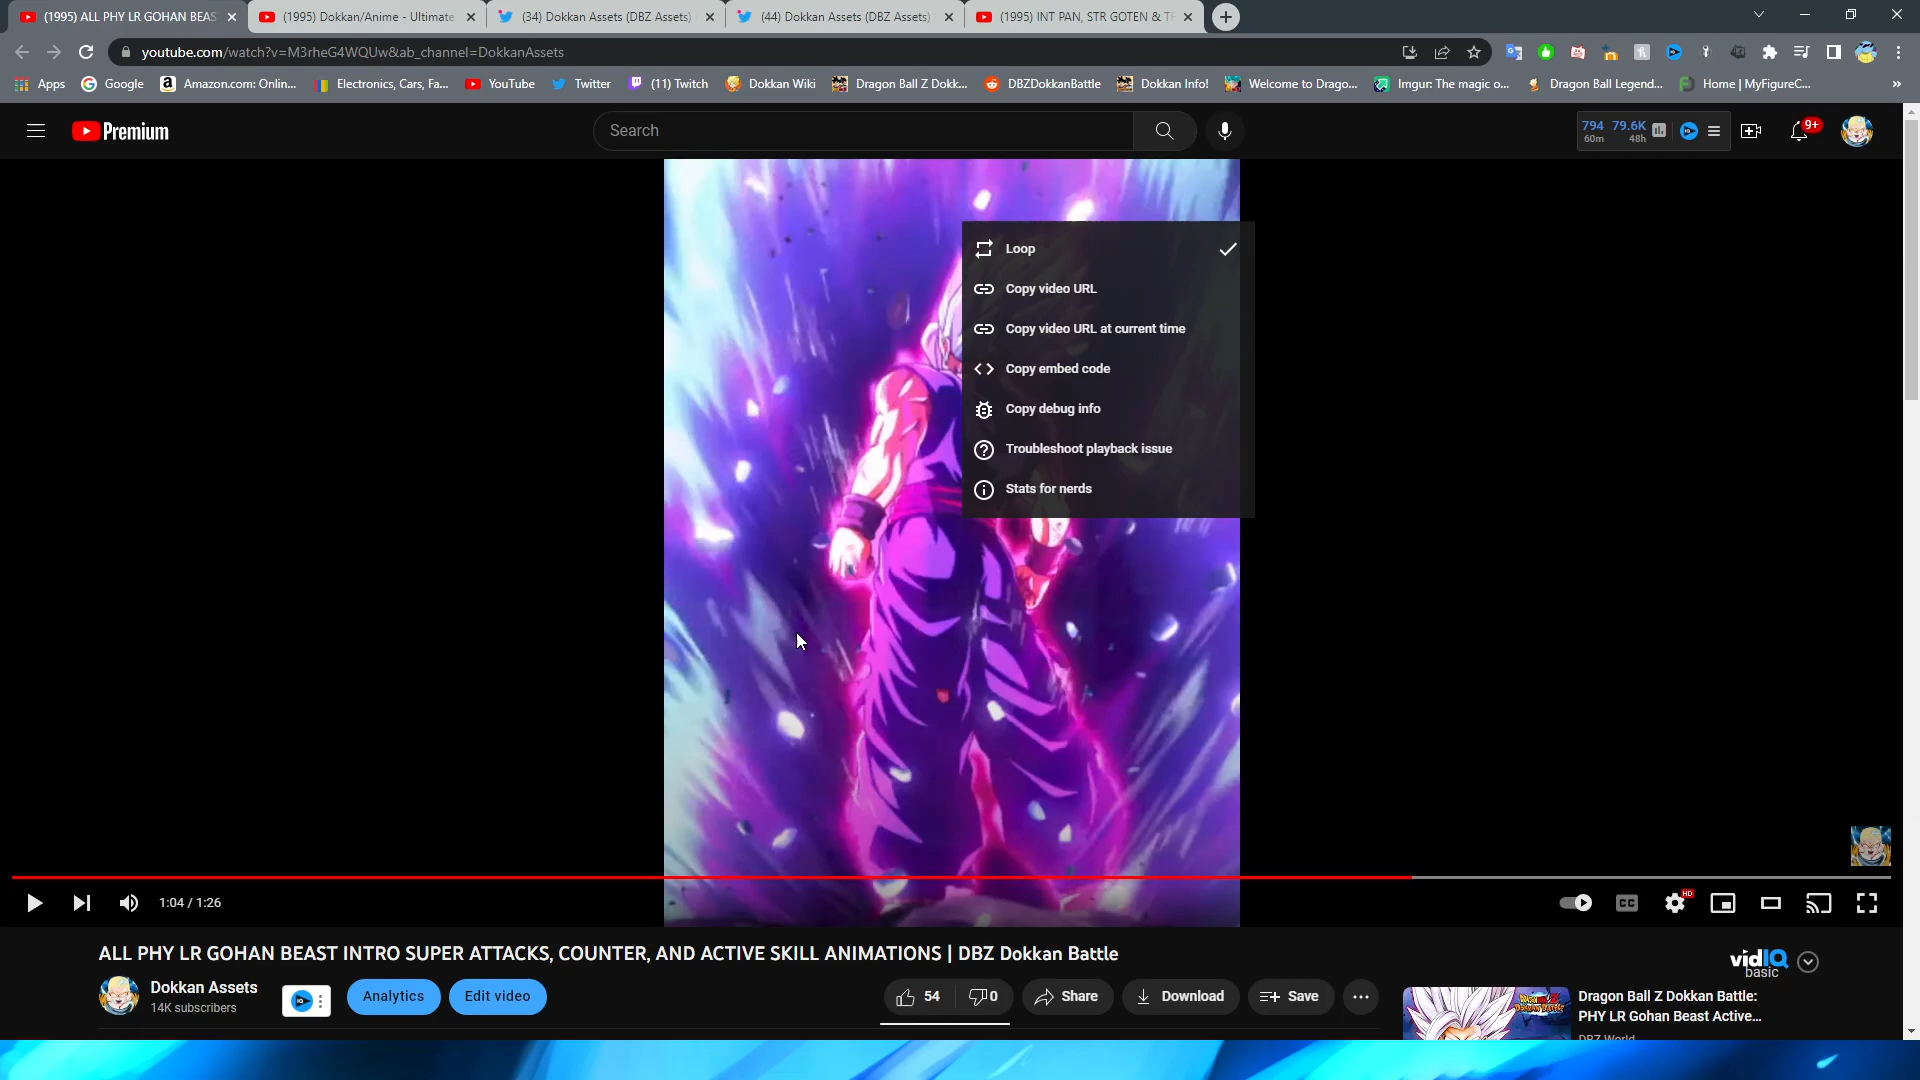 (1995) ALL PHY LR GOHAN BEAS
(1995) Dokkan/Anime - Ultimate
(34) Dokkan Assets (DBZ Assets)
(44) Dokkan Assets (DBZ Assets)
(1995) INT PAN, STR GOTEN & TR
youtube.com/watch?v=M3rheG4WQUw&ab_channel=DokkanAssets
Apps
Google
Amazon.com: Onlin...
Electronics, Cars, Fa...
YouTube
Twitter
(11) Twitch
Dokkan Wiki
Dragon Ball Z Dokk...
DBZDokkanBattle
Dokkan Info!
Welcome to Drago...
Imgur: The magic o...
Dragon Ball Legend...
Home | MyFigureC...
»
Premium
Search
794 79.6K
60m 48h
9+
Loop
Copy video URL
Copy video URL at current time
Copy embed code
Copy debug info
Troubleshoot playback issue
Stats for nerds
1:04 / 1:26
CC
HD
ALL PHY LR GOHAN BEAST INTRO SUPER ATTACKS, COUNTER, AND ACTIVE SKILL ANIMATIONS | DBZ Dokkan Battle
vidIQ
basic
Dokkan Assets
14K subscribers
Analytics
Edit video
54
0
Share
Download
Save
Dragon Ball Z Dokkan Battle:
PHY LR Gohan Beast Active...
DBZ World